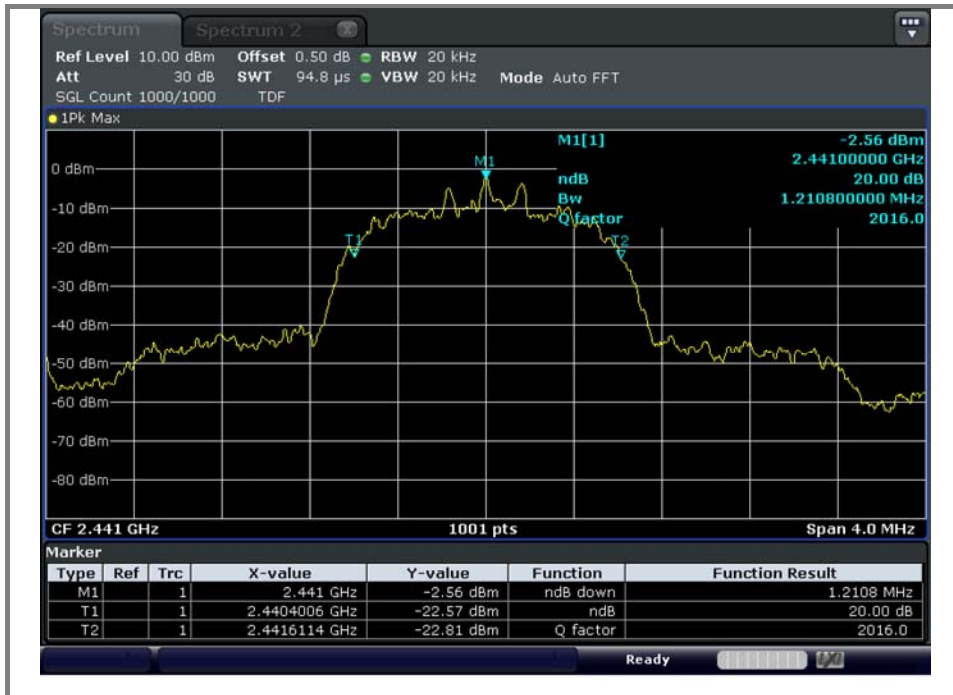 Spectrum Spectrum 2 X
Ref Level 10.00 dBm Offset 0.50 dB RBW 20 kHz
Att 30 dB SWT 94.8 µs VBW 20 kHz Mode Auto FFT
SGL Count 1000/1000 TDF
1Pk Max
M1[1] -2.56 dBm
2.44100000 GHz
ndB 20.00 dB
Bw 1.210800000 MHz
Q factor 2016.0
M1
T1
T2
0 dBm
-10 dBm
-20 dBm
-30 dBm
-40 dBm
-50 dBm
-60 dBm
-70 dBm
-80 dBm
CF 2.441 GHz 1001 pts Span 4.0 MHz
Marker
Type Ref Trc X-value Y-value Function Function Result
M1 1 2.441 GHz -2.56 dBm ndB down 1.2108 MHz
T1 1 2.4404006 GHz -22.57 dBm ndB 20.00 dB
T2 1 2.4416114 GHz -22.81 dBm Q factor 2016.0
Ready